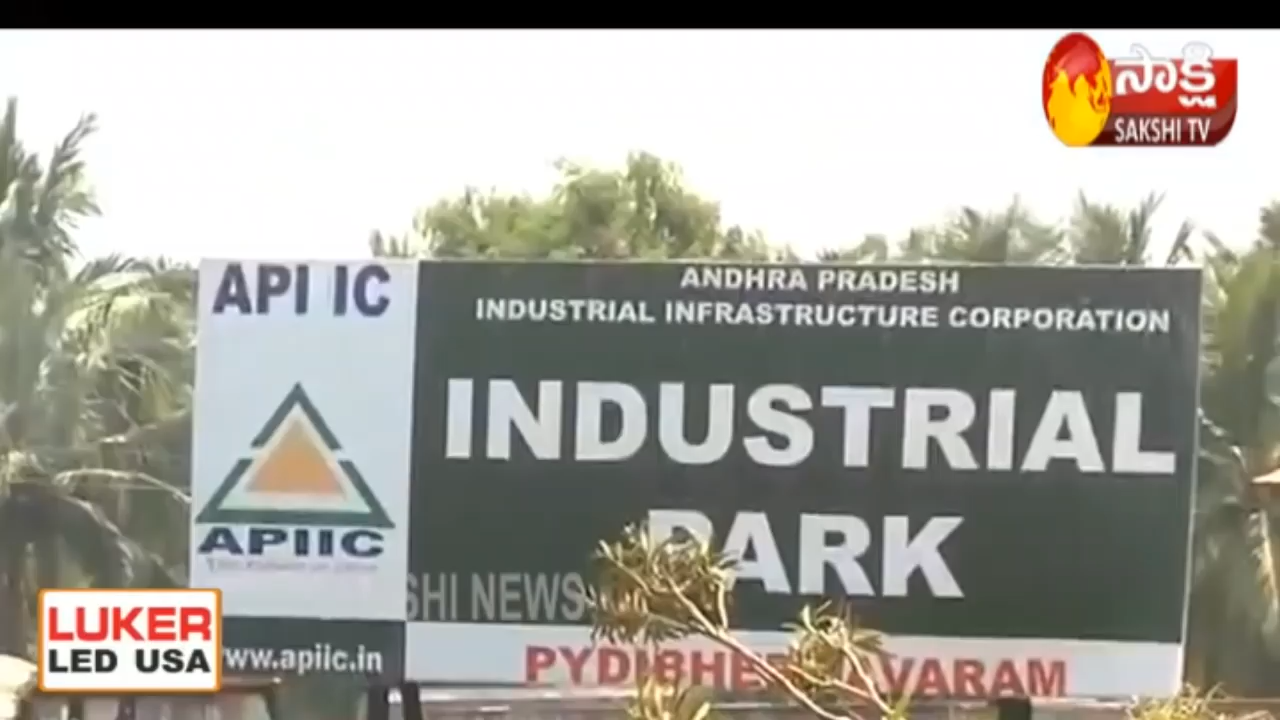 సాక్షి
SAKSHI TV
API IC
ANDHRA PRADESH
INDUSTRIAL INFRASTRUCTURE CORPORATION
INDUSTRIAL
PARK
APIIC
SHI NEWS
www.apiic.in
LUKER
LED USA